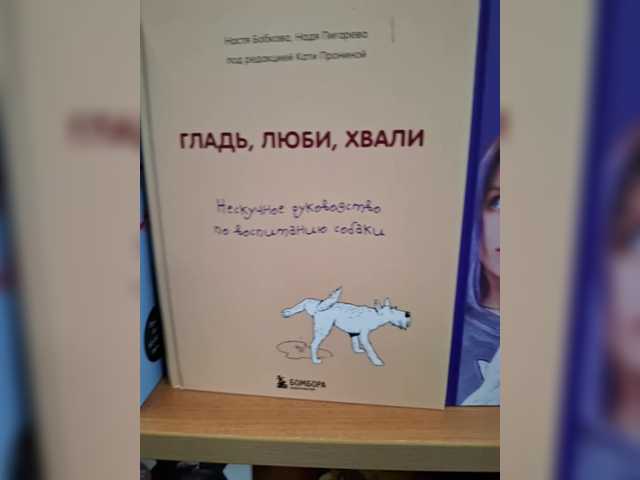 Настя Бобкова, Надя Пигарева
под редакцией Кати Прониной
ГЛАДЬ, ЛЮБИ, ХВАЛИ
Нескучное руководство
по воспитанию собаки
БОМБОРА